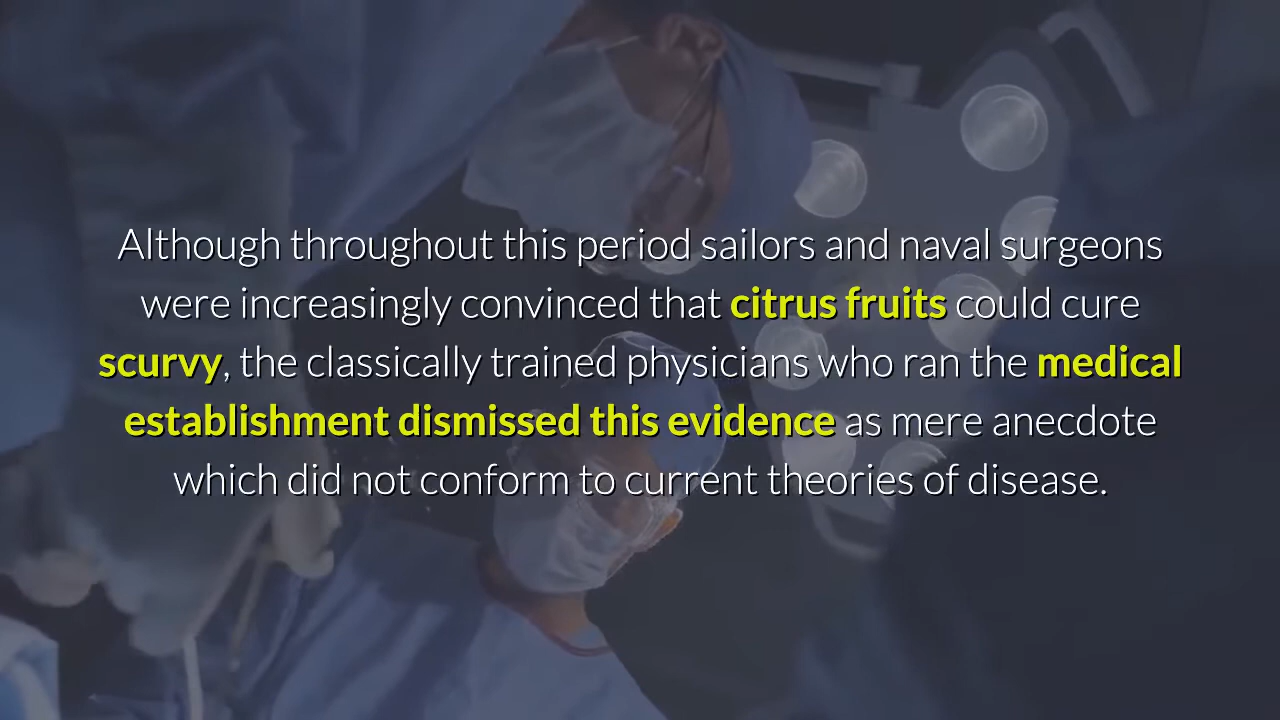 Although throughout this period sailors and naval surgeons
were increasingly convinced that citrus fruits could cure
scurvy, the classically trained physicians who ran the medical
establishment dismissed this evidence as mere anecdote
which did not conform to current theories of disease.